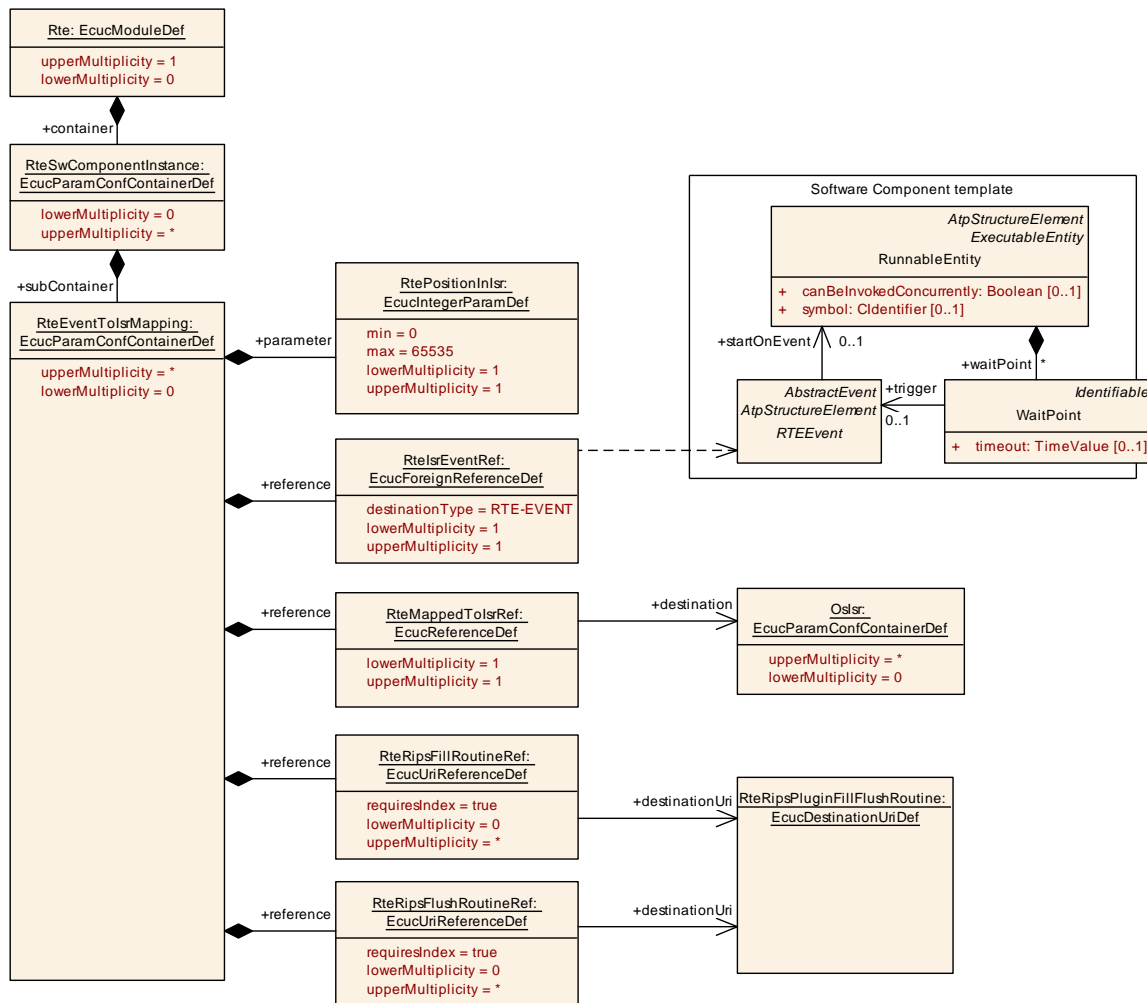 Rte: EcucModuleDef
upperMultiplicity = 1
lowerMultiplicity = 0
+container
RteSwComponentInstance:
EcucParamConfContainerDef
lowerMultiplicity = 0
upperMultiplicity = *
+subContainer
RteEventToIsrMapping:
EcucParamConfContainerDef
upperMultiplicity = *
lowerMultiplicity = 0
+parameter
RtePositionInIsr:
EcucIntegerParamDef
min = 0
max = 65535
lowerMultiplicity = 1
upperMultiplicity = 1
Software Component template
AtpStructureElement
ExecutableEntity
RunnableEntity
+ canBeInvokedConcurrently: Boolean [0..1]
+ symbol: CIdentifier [0..1]
+startOnEvent
0..1
+waitPoint
*
AbstractEvent
AtpStructureElement
RTEEvent
+trigger
0..1
Identifiable
WaitPoint
+ timeout: TimeValue [0..1]
+reference
RteIsrEventRef:
EcucForeignReferenceDef
destinationType = RTE-EVENT
lowerMultiplicity = 1
upperMultiplicity = 1
+reference
RteMappedToIsrRef:
EcucReferenceDef
lowerMultiplicity = 1
upperMultiplicity = 1
+destination
OsIsr:
EcucParamConfContainerDef
upperMultiplicity = *
lowerMultiplicity = 0
+reference
RteRipsFillRoutineRef:
EcucUriReferenceDef
requiresIndex = true
lowerMultiplicity = 0
upperMultiplicity = *
+destinationUri
RteRipsPluginFillFlushRoutine:
EcucDestinationUriDef
+reference
RteRipsFlushRoutineRef:
EcucUriReferenceDef
requiresIndex = true
lowerMultiplicity = 0
upperMultiplicity = *
+destinationUri